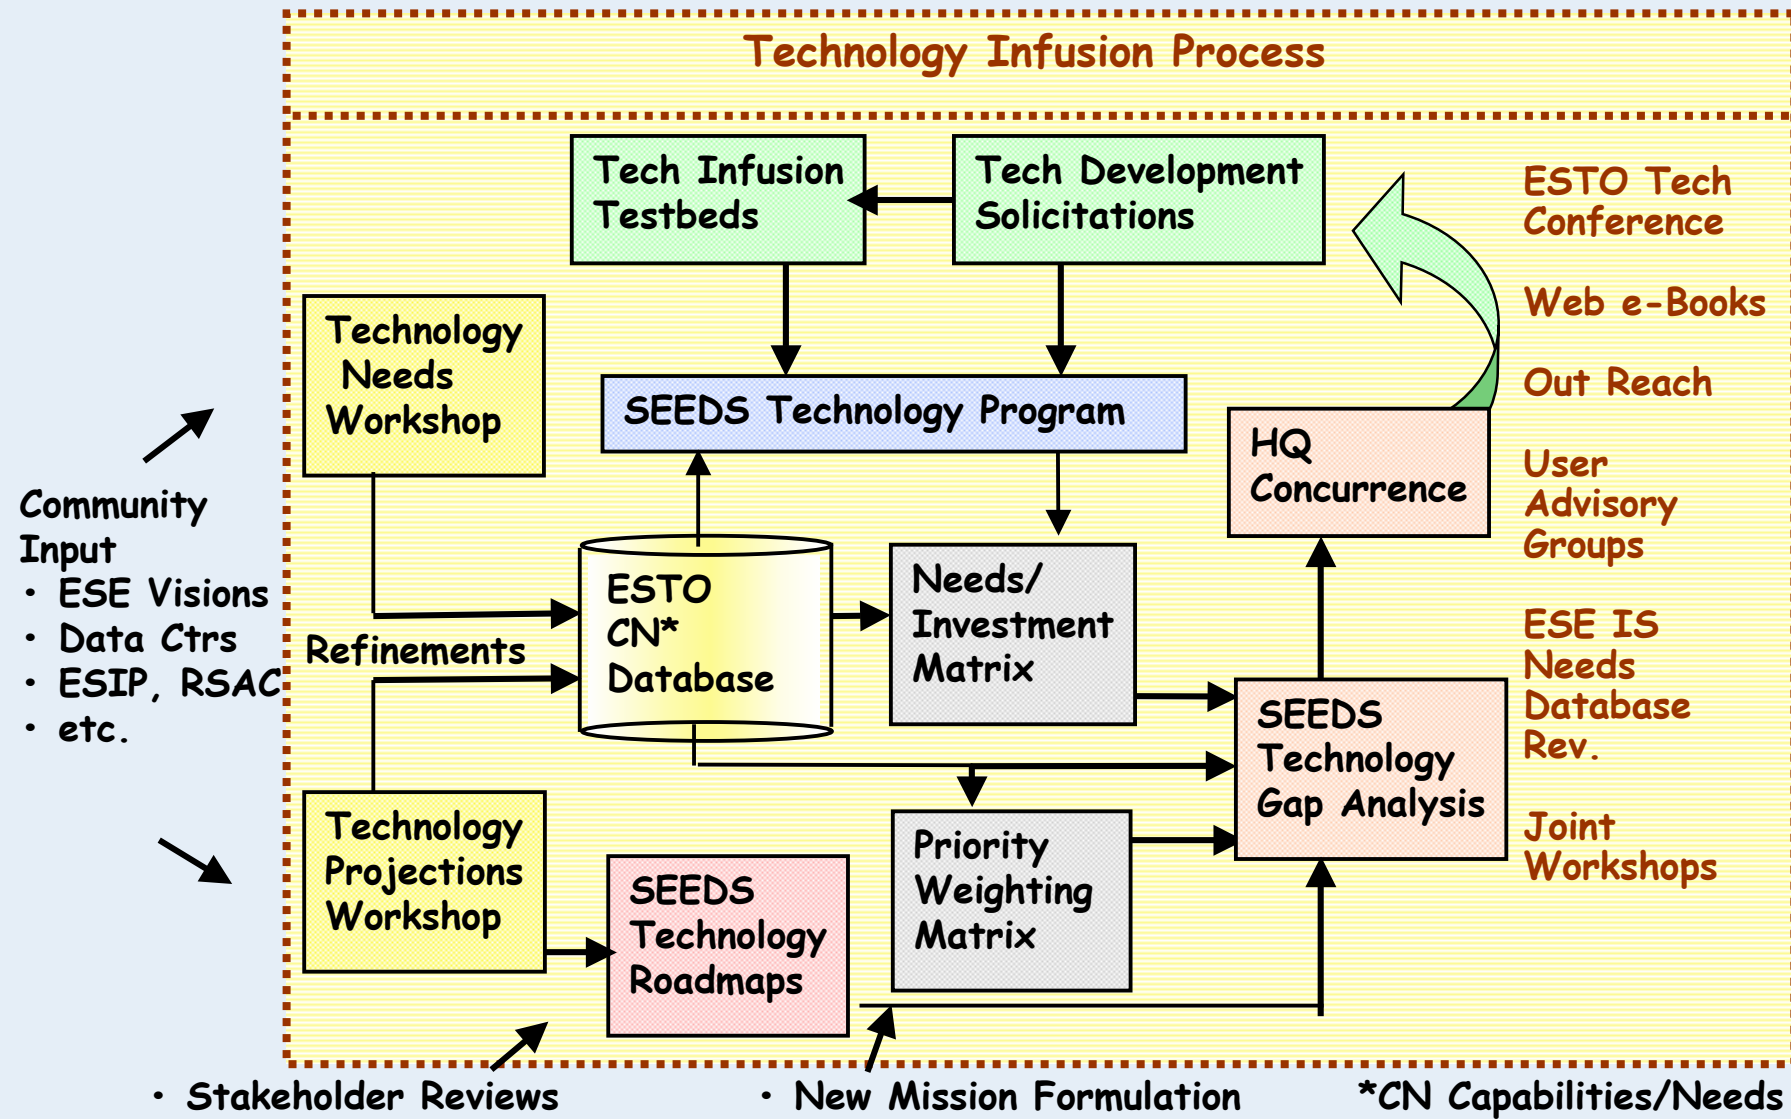 Technology Infusion Process
Tech Infusion
Testbeds
Tech Development
Solicitations
Technology
Needs
Workshop
SEEDS Technology Program
HQ
Concurrence
Community
Input
• ESE Visions
• Data Ctrs
• ESIP, RSAC
• etc.
Refinements
ESTO
CN*
Database
Needs/
Investment
Matrix
SEEDS
Technology
Gap Analysis
Technology
Projections
Workshop
SEEDS
Technology
Roadmaps
Priority
Weighting
Matrix
ESTO Tech
Conference
Web e-Books
Out Reach
User
Advisory
Groups
ESE IS
Needs
Database
Rev.
Joint
Workshops
• Stakeholder Reviews
• New Mission Formulation
*CN Capabilities/Needs